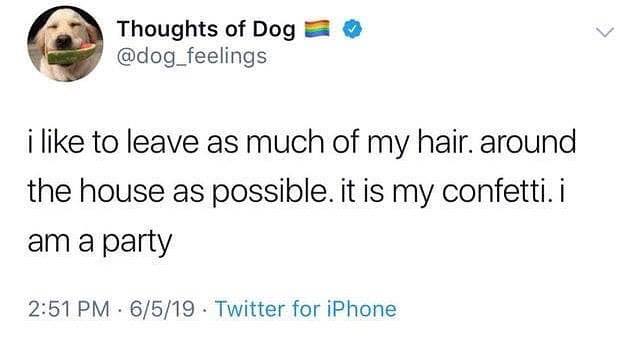 Thoughts of Dog 🏳️‍🌈
@dog_feelings
i like to leave as much of my hair. around
the house as possible. it is my confetti. i
am a party
2:51 PM · 6/5/19 · Twitter for iPhone